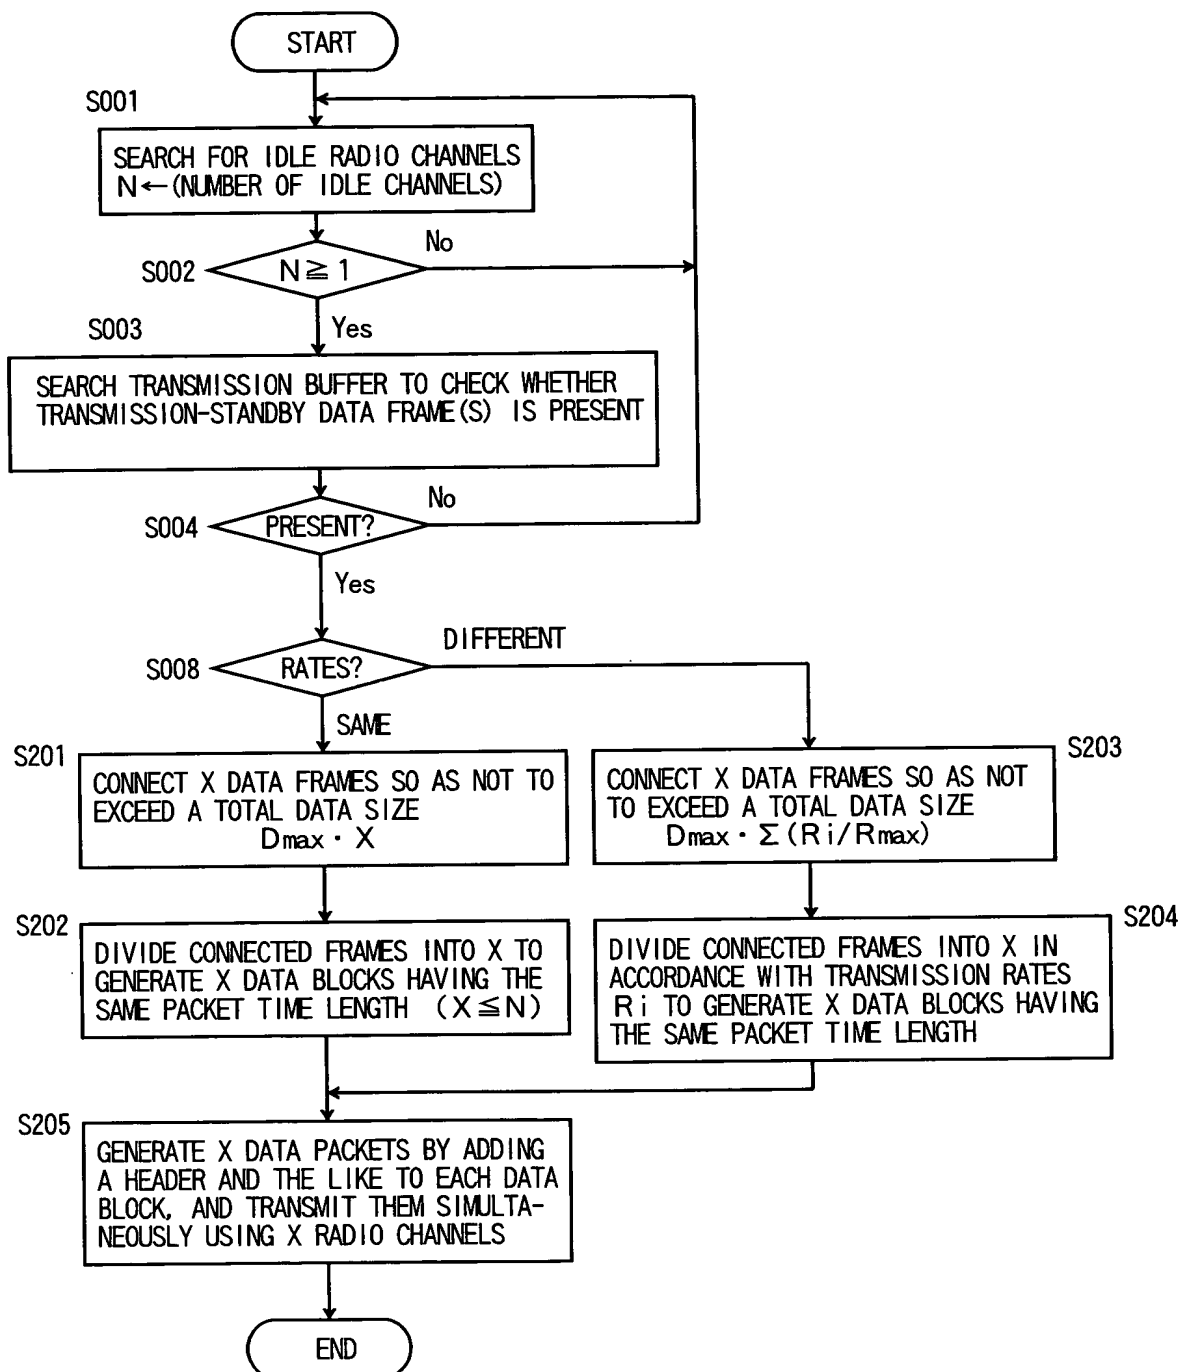 START
S001
SEARCH FOR IDLE RADIO CHANNELS
N←(NUMBER OF IDLE CHANNELS)
No
S002
N≧1
Yes
S003
SEARCH TRANSMISSION BUFFER TO CHECK WHETHER
TRANSMISSION-STANDBY DATA FRAME(S) IS PRESENT
No
S004
PRESENT?
Yes
DIFFERENT
S008
RATES?
SAME
S201
CONNECT X DATA FRAMES SO AS NOT TO
EXCEED A TOTAL DATA SIZE
Dmax・X
S203
CONNECT X DATA FRAMES SO AS NOT
TO EXCEED A TOTAL DATA SIZE
Dmax・Σ(Ri/Rmax)
S202
DIVIDE CONNECTED FRAMES INTO X TO
GENERATE X DATA BLOCKS HAVING THE
SAME PACKET TIME LENGTH (X≦N)
S204
DIVIDE CONNECTED FRAMES INTO X IN
ACCORDANCE WITH TRANSMISSION RATES
Ri TO GENERATE X DATA BLOCKS HAVING
THE SAME PACKET TIME LENGTH
S205
GENERATE X DATA PACKETS BY ADDING
A HEADER AND THE LIKE TO EACH DATA
BLOCK, AND TRANSMIT THEM SIMULTA-
NEOUSLY USING X RADIO CHANNELS
END